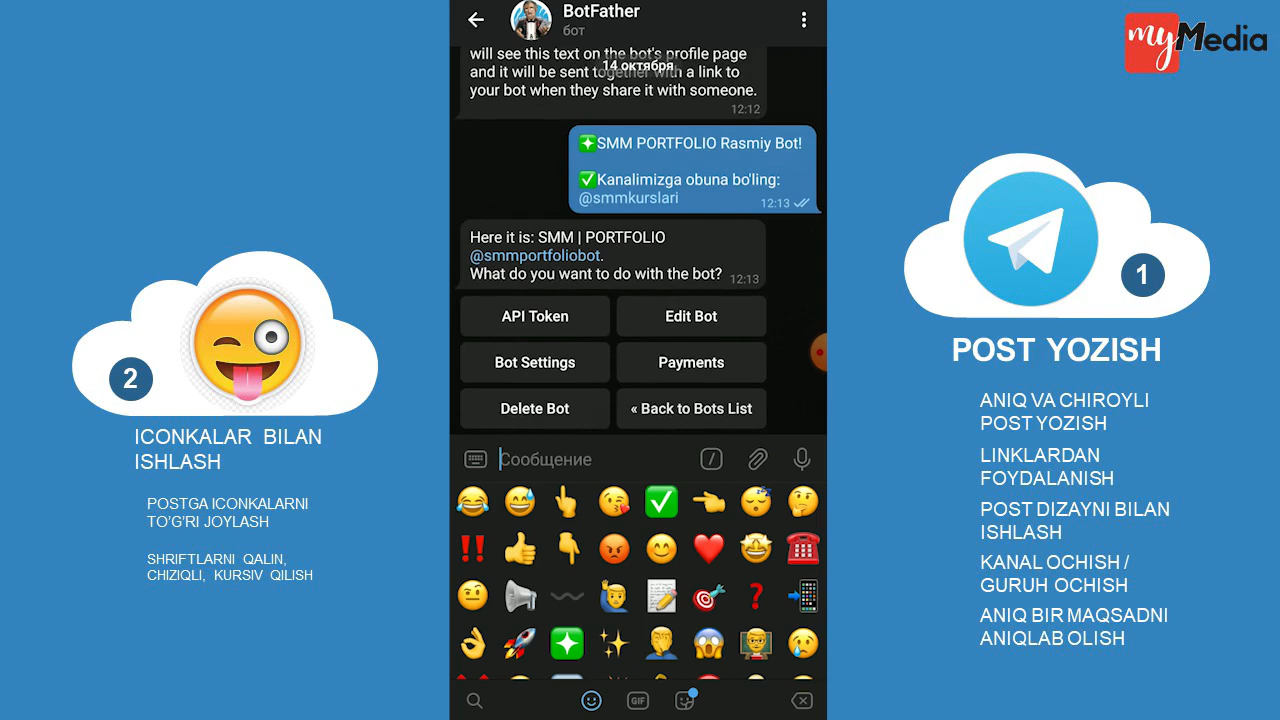 BotFather
бот
will see this text on the bot's profile page
14 октября
and it will be sent together with a link to
your bot when they share it with someone.
12:12
SMM PORTFOLIO Rasmiy Bot!
Kanalimizga obuna bo'ling:
@smmkurslari
12:13
Here it is: SMM | PORTFOLIO
@smmportfoliobot.
What do you want to do with the bot?
12:13
API Token
Edit Bot
Bot Settings
Payments
Delete Bot
« Back to Bots List
Сообщение
GIF
myMedia
1
POST YOZISH
ANIQ VA CHIROYLI
POST YOZISH
LINKLARDAN
FOYDALANISH
POST DIZAYNI BILAN
ISHLASH
KANAL OCHISH /
GURUH OCHISH
ANIQ BIR MAQSADNI
ANIQLAB OLISH
2
ICONKALAR BILAN
ISHLASH
POSTGA ICONKALARNI
TO'G'RI JOYLASH
SHRIFTLARNI QALIN,
CHIZIQLI, KURSIV QILISH